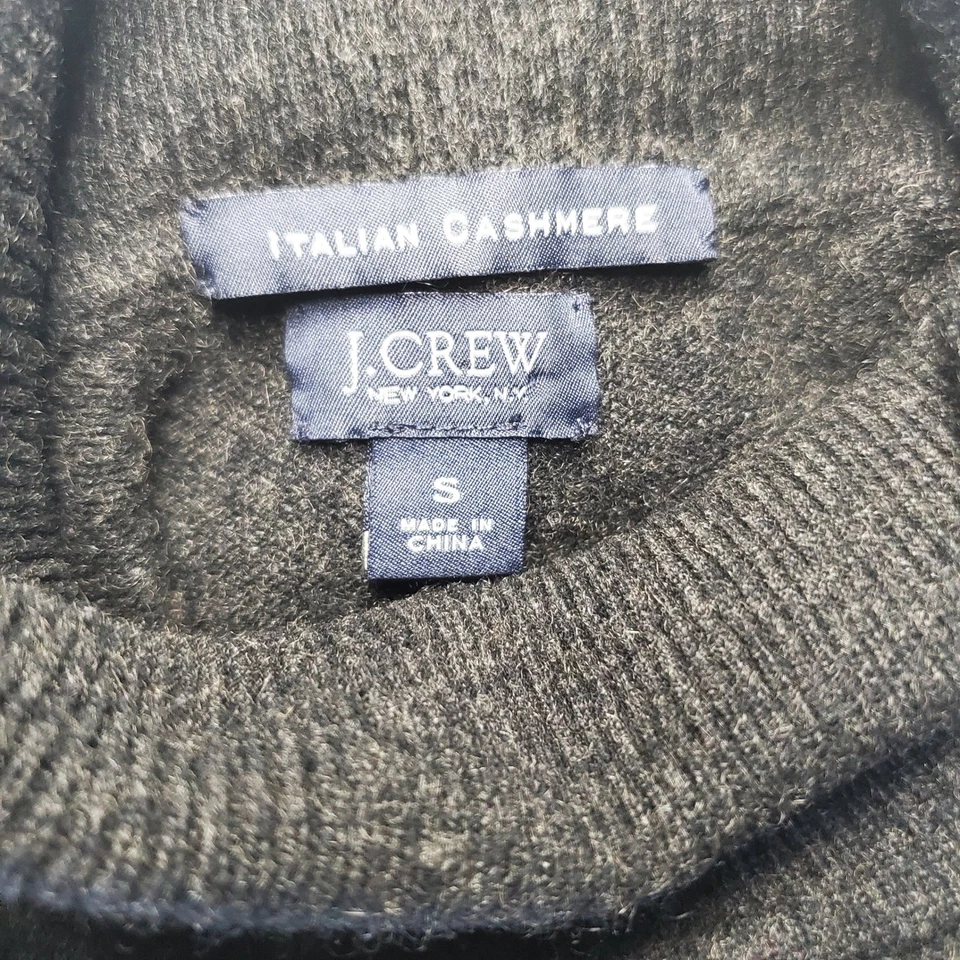 ITALIAN CASHMERE
J.CREW
NEW YORK, N.Y.
S
MADE IN
CHINA